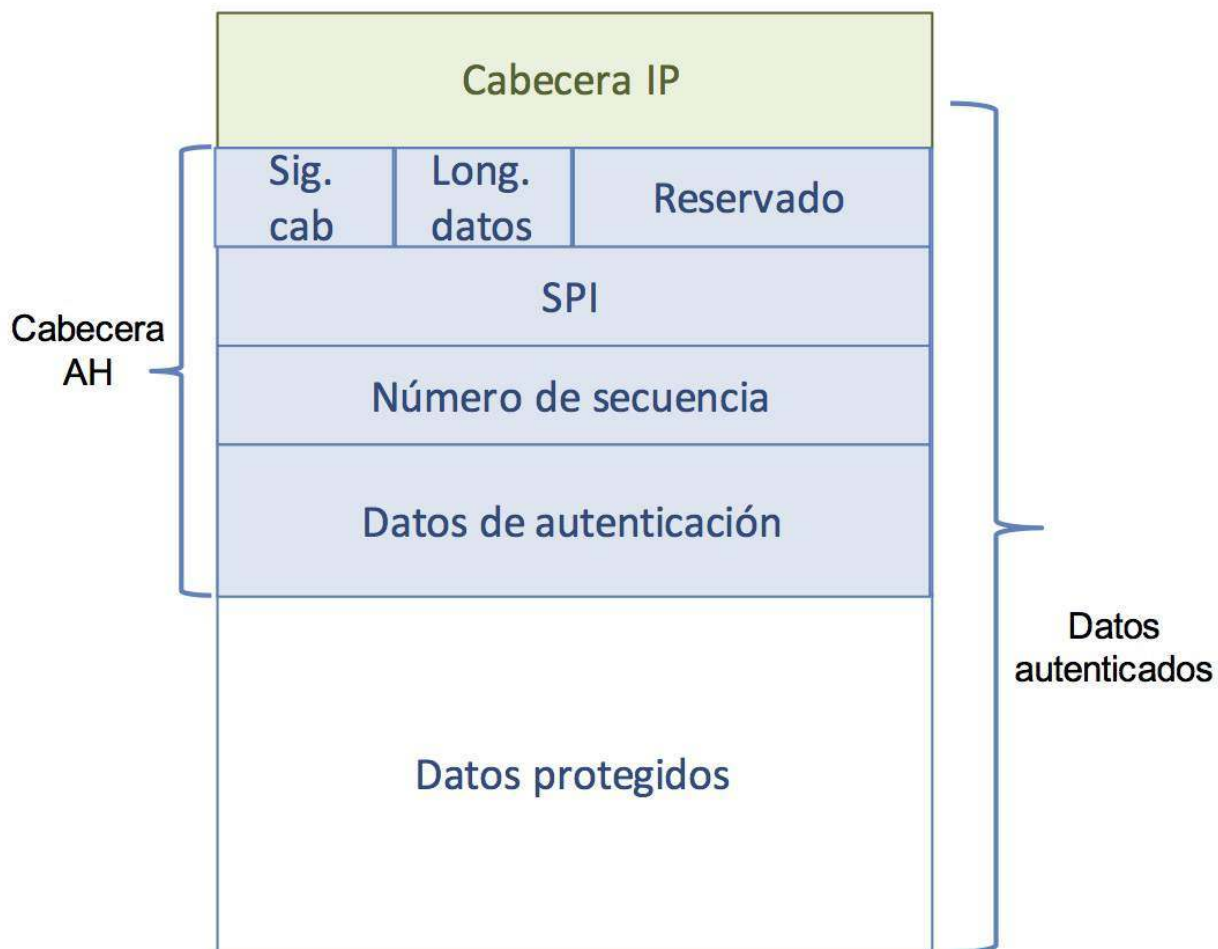 Cabecera IP
Sig.
cab
Long.
datos
Reservado
SPI
Cabecera
AH
Número de secuencia
Datos de autenticación
Datos
autenticados
Datos protegidos